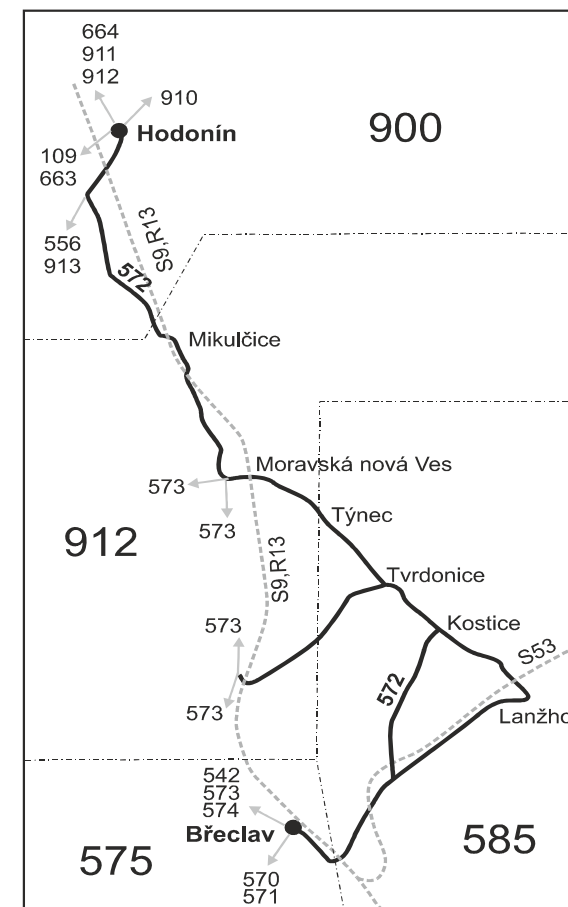 664
911
912
910
Hodonín
900
109
663
556
913
S9,R13
572
Mikulčice
Moravská nová Ves
573
573
912
Týnec
S9,R13
Tvrdonice
573
Kostice
S53
572
573
Lanžho
542
573
574
Břeclav
585
575
570
571